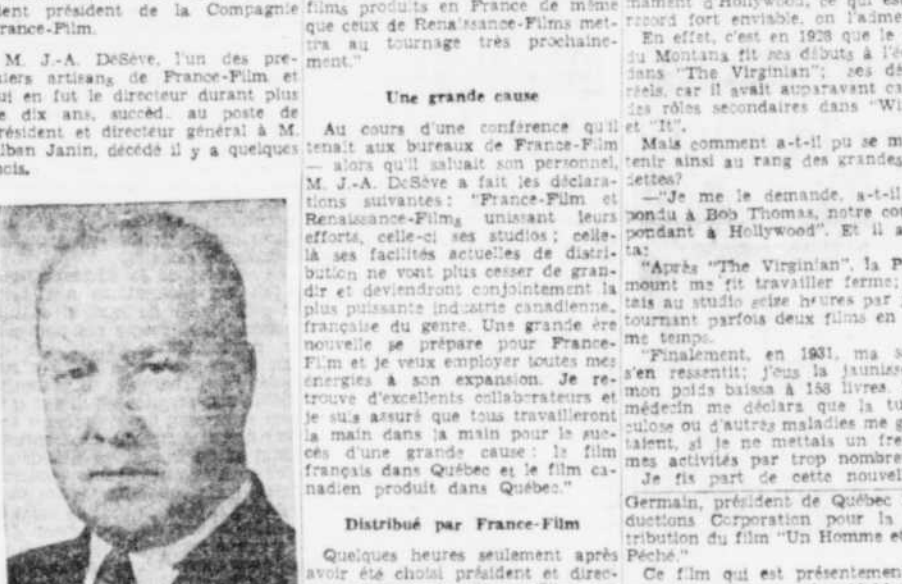 ient président de la Compagnie
rance-Film.
M. J.-A. DeSève, l'un des pre-
iers artisans de France-Film et
ui en fut le directeur durant plus
e dix ans, succèd. au poste de
résident et directeur général à M.
lban Janin, décédé il y a quelques
ois.
films produits en France de même
que ceux de Renaissance-Films met-
tra au tournage très prochaine-
ment."
Une grande cause
Au cours d'une conférence qu'il
tenait aux bureaux de France-Film
— alors qu'il saluait son personnel,
M. J.-A. DeSève a fait les déclara-
tions suivantes : "France-Film et
Renaissance-Films unissant leurs
efforts, celle-ci ses studios ; celle-
là ses facilités actuelles de distri-
bution ne vont plus cesser de gran-
dir et deviendront conjointement la
plus puissante industrie canadienne,
française du genre. Une grande ère
nouvelle se prépare pour France-
Film et je veux employer toutes mes
énergies à son expansion. Je re-
trouve d'excellents collaborateurs et
je suis assuré que tous travailleront
la main dans la main pour le suc-
cès d'une grande cause : le film
français dans Québec et le film ca-
nadien produit dans Québec."
Distribué par France-Film
Quelques heures seulement après
avoir été choisi président et direc-
mament d'Hollywood, ce qui est
record fort enviable, on l'adme
En effet, c'est en 1928 que le
du Montana fit ses débuts à l'é
dans "The Virginian"; ses dé
réels, car il avait auparavant ca
des rôles secondaires dans "Wi
et "It".
Mais comment a-t-il pu se m
tenir ainsi au rang des grandes
dettes?
—"Je me le demande, a-t-il
pondu à Bob Thomas, notre cor
pondant à Hollywood". Et il a
ta:
"Après "The Virginian", la P
mount me fit travailler ferme;
tais au studio seize heures par
tournant parfois deux films en
me temps.
"Finalement, en 1931, ma s
s'en ressentit; j'eus la jaunisse
mon poids baissa à 158 livres.
médecin me déclara que la tu
culose ou d'autres maladies me g
taient, si je ne mettais un fre
mes activités par trop nombre
Je fis part de cette nouvel
Germain, président de Québec
ductions Corporation pour la
tribution du film "Un Homme et
Péché."
Ce film qui est présentemen